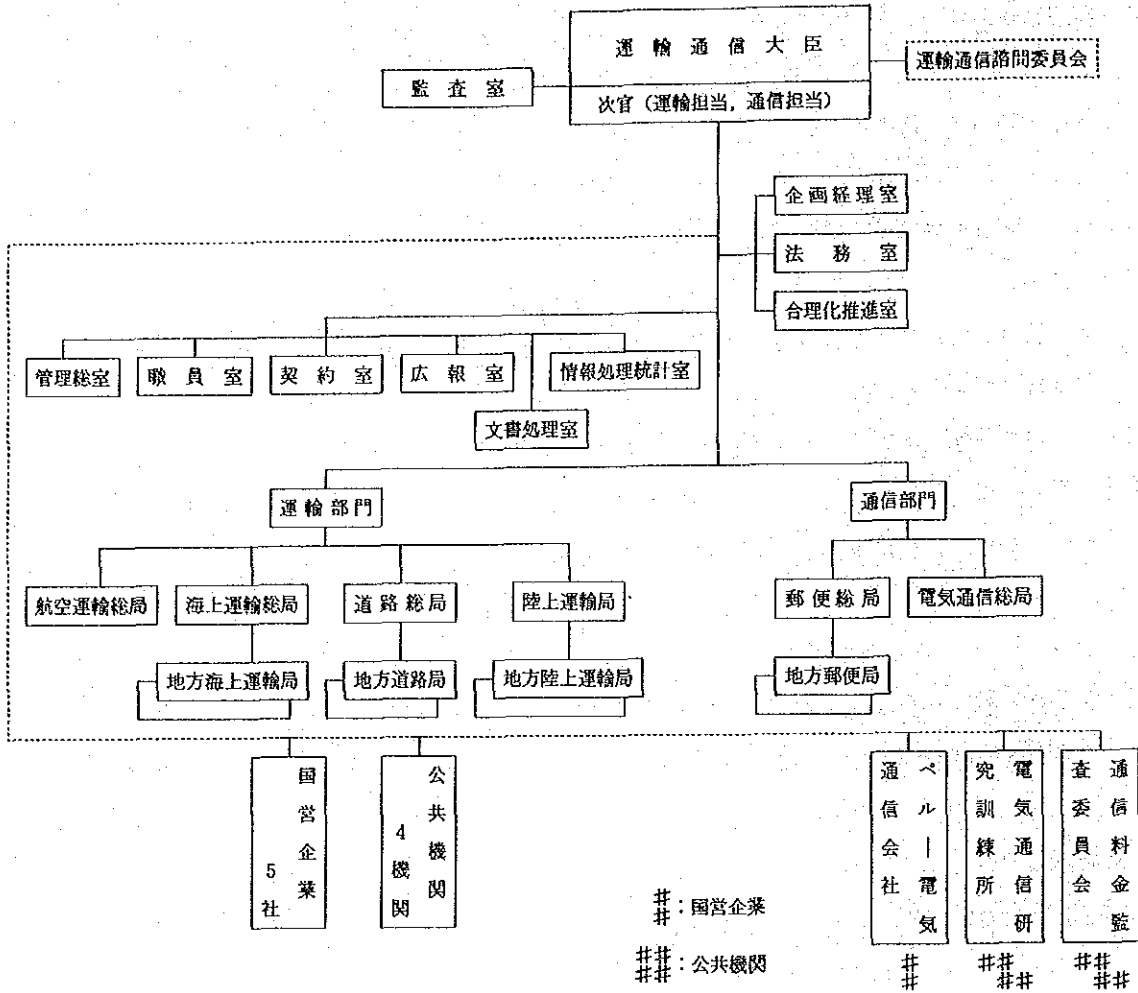 運輸通信大臣
運輸通信諮問委員会
監査室
次官（運輸担当，通信担当）
企画経理室
法務室
合理化推進室
管理総室
職員室
契約室
広報室
情報処理統計室
文書処理室
運輸部門
通信部門
航空運輸総局
海上運輸総局
道路総局
陸上運輸局
郵便総局
電気通信総局
地方海上運輸局
地方道路局
地方陸上運輸局
地方郵便局
国営企業
5社
公共機関
4機関
ペルー電気
通信会社
電気通信研
究訓練所
通信料金監
査委員会
#
#：国営企業
##
##：公共機関
#
#
##
##
##
##